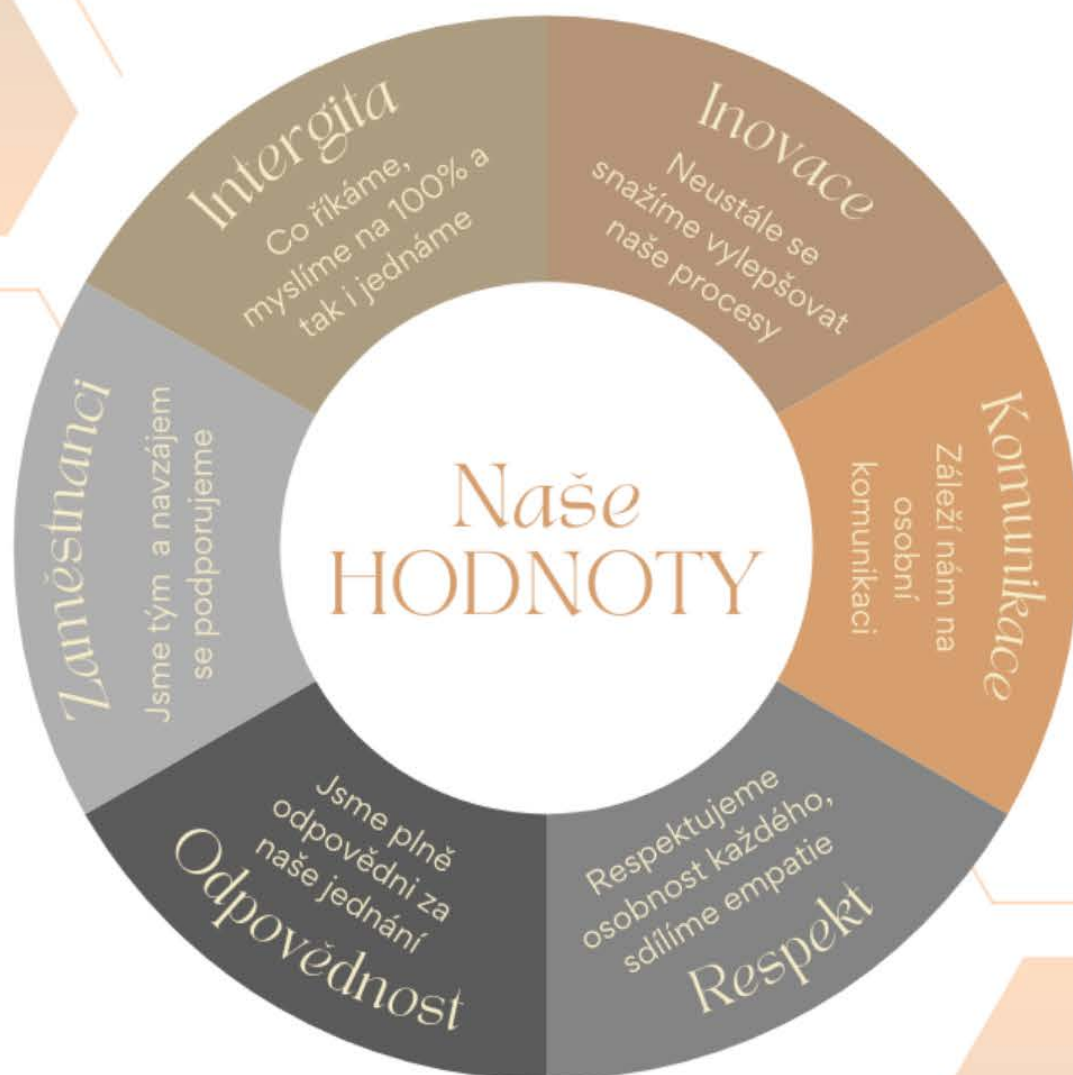 Naše
HODNOTY
Intergita
Co říkáme,
myslíme na 100% a
tak i jednáme
Inovace
Neustále se
snažíme vylepšovat
naše procesy
Komunikace
Záleží nám na
osobní
komunikaci
Respektujeme
osobnost každého,
sdílíme empatie
Respekt
Jsme plně
odpovědni za
naše jednání
Odpovědnost
Zaměstnanci
Jsme tým a navzájem
se podporujeme